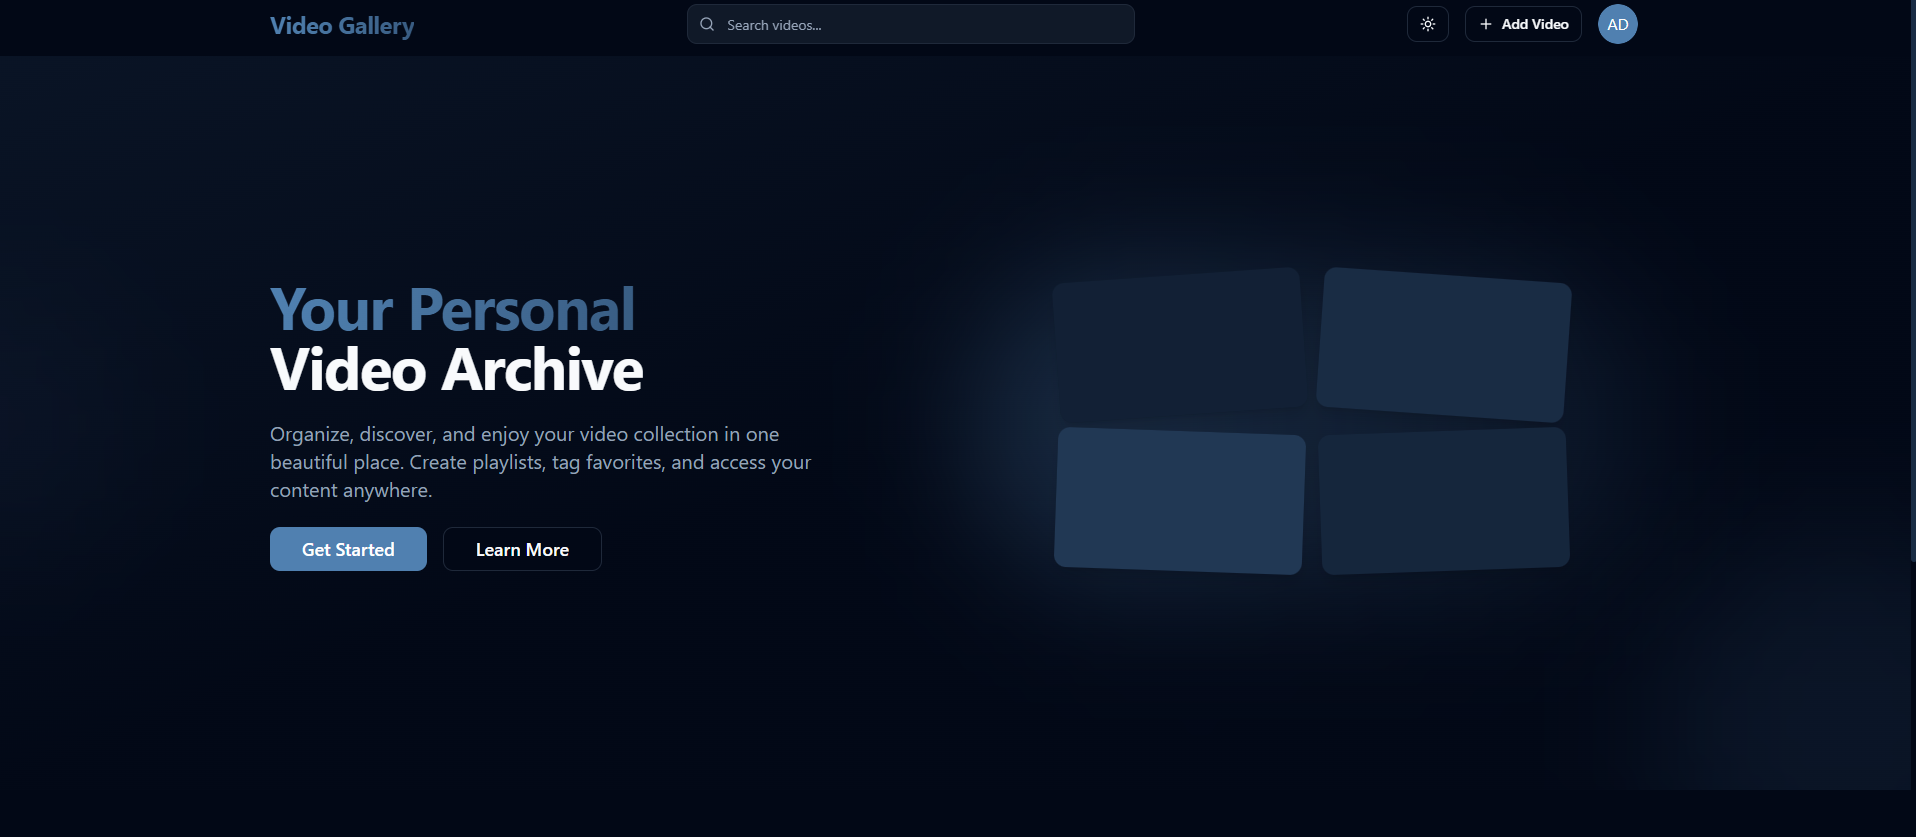 Video Gallery
Search videos...
Add Video
AD
Your Personal
Video Archive
Organize, discover, and enjoy your video collection in one
beautiful place. Create playlists, tag favorites, and access your
content anywhere.
Get Started
Learn More